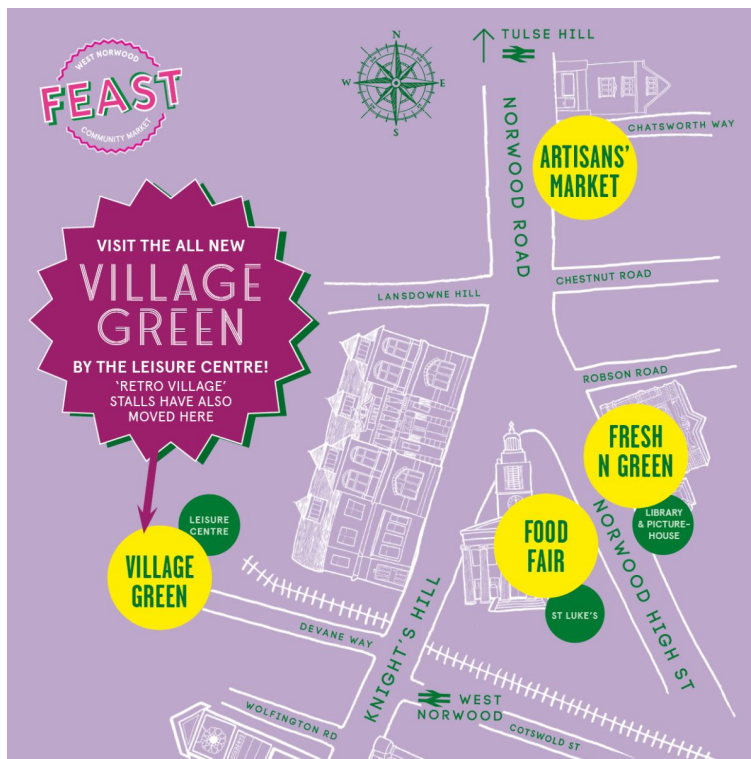 WEST NORWOOD
FEAST
COMMUNITY MARKET
N
W
E
S
TULSE HILL
NORWOOD ROAD
CHATSWORTH WAY
ARTISANS'
MARKET
VISIT THE ALL NEW
VILLAGE
GREEN
BY THE LEISURE CENTRE!
'RETRO VILLAGE'
STALLS HAVE ALSO
MOVED HERE
LANSDOWNE HILL
CHESTNUT ROAD
ROBSON ROAD
FRESH
N GREEN
LIBRARY
& PICTURE-
HOUSE
LEISURE
CENTRE
VILLAGE
GREEN
FOOD
FAIR
ST LUKE'S
NORWOOD HIGH ST
DEVANE WAY
KNIGHT'S HILL
WOLFINGTON RD
WEST
NORWOOD
COTSWOLD ST